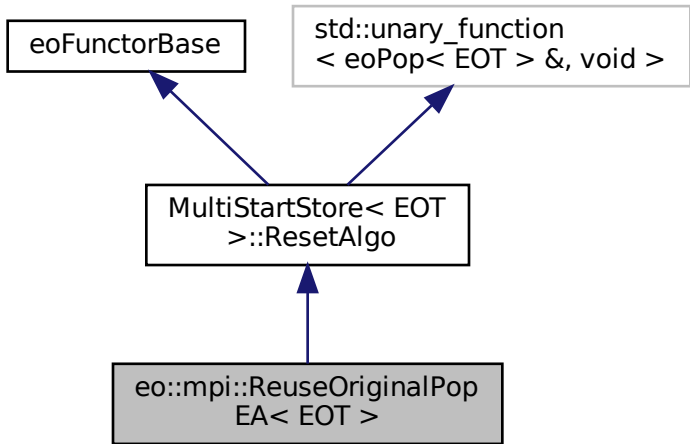 eoFunctorBase
std::unary_function
< eoPop< EOT > &, void >
MultiStartStore< EOT
>::ResetAlgo
eo::mpi::ReuseOriginalPop
EA< EOT >